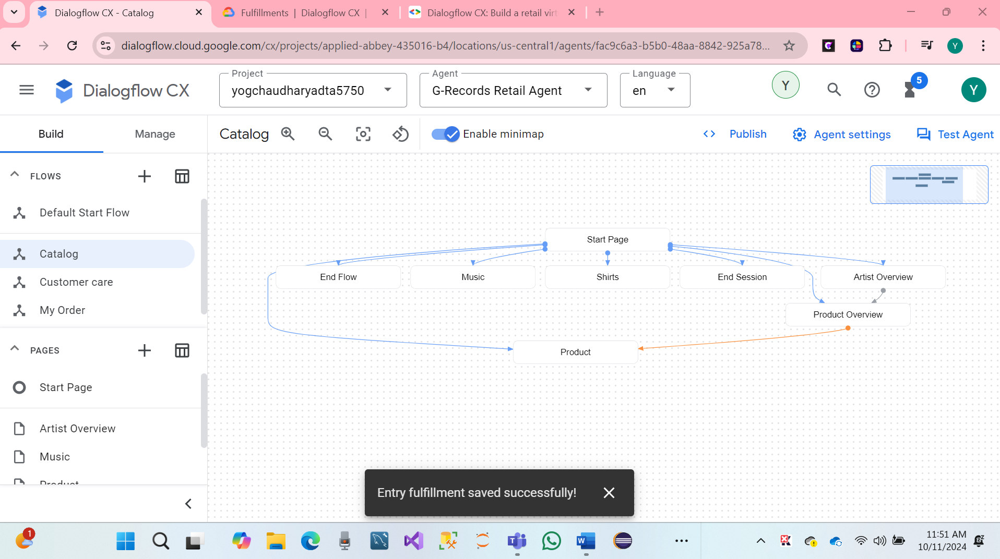 Dialogflow CX - Catalog
Fulfillments | Dialogflow CX |
Dialogflow CX: Build a retail virt
dialogflow.cloud.google.com/cx/projects/applied-abbey-435016-b4/locations/us-central1/agents/fac9c6a3-b5b0-48aa-8842-925a78...
Y
Dialogflow CX
Project
yogchaudharyadta5750
Agent
G-Records Retail Agent
Language
en
Y
5
Y
Build
Manage
Catalog
Enable minimap
Publish
Agent settings
Test Agent
FLOWS
Default Start Flow
Catalog
Customer care
My Order
PAGES
Start Page
Artist Overview
Music
Product
Start Page
End Flow
Music
Shirts
End Session
Artist Overview
Product Overview
Product
Entry fulfillment saved successfully!
1
11:51 AM
10/11/2024